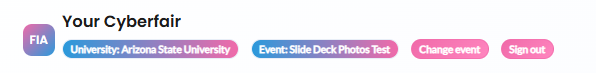 Your Cyberfair
FIA
University: Arizona State University Event: Slide Deck Photos Test Change event Sign out